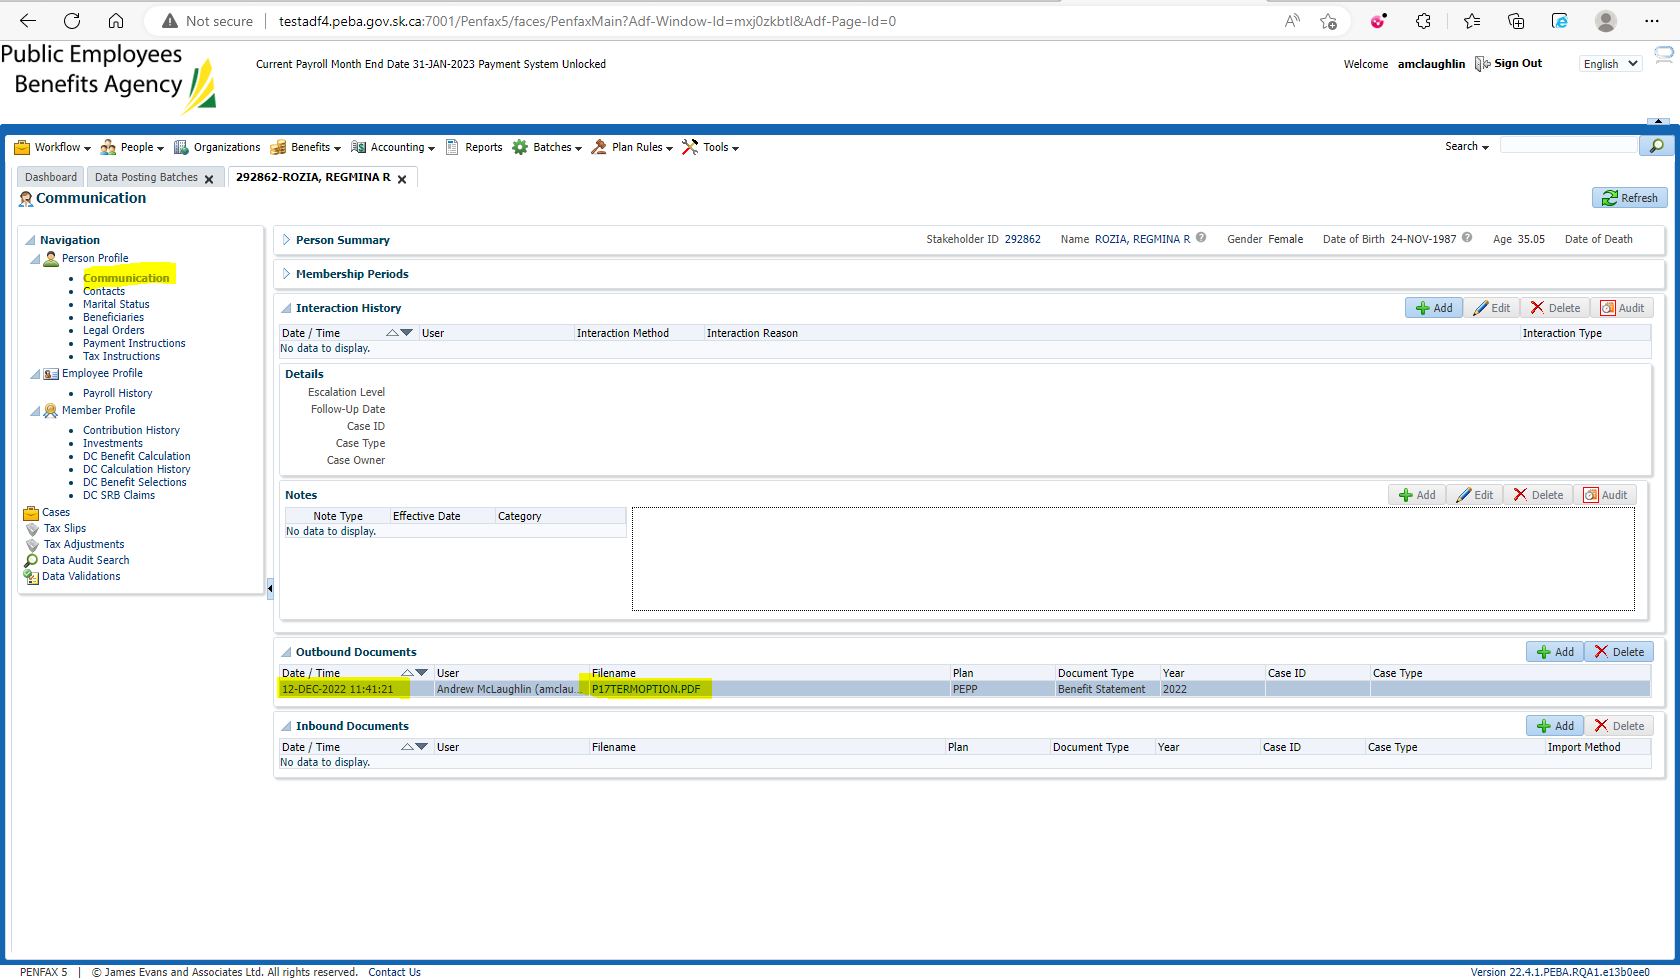 Not secure | testadf4.peba.gov.sk.ca:7001/Penfax5/faces/PenfaxMain?Adf-Window-Id=mxj0zkbtl&Adf-Page-Id=0
Public Employees
Benefits Agency
Current Payroll Month End Date 31-JAN-2023 Payment System Unlocked
Welcome amclaughlin Sign Out English
Workflow People Organizations Benefits Accounting Reports Batches Plan Rules Tools Search
Dashboard Data Posting Batches 292862-ROZIA, REGMINA R
Communication Refresh
Navigation
Person Profile
Communication
Contacts
Marital Status
Beneficiaries
Legal Orders
Payment Instructions
Tax Instructions
Employee Profile
Payroll History
Member Profile
Contribution History
Investments
DC Benefit Calculation
DC Calculation History
DC Benefit Selections
DC SRB Claims
Cases
Tax Slips
Tax Adjustments
Data Audit Search
Data Validations
Person Summary Stakeholder ID 292862 Name ROZIA, REGMINA R Gender Female Date of Birth 24-NOV-1987 Age 35.05 Date of Death
Membership Periods
Interaction History Add Edit Delete Audit
Date / Time User Interaction Method Interaction Reason Interaction Type
No data to display.
Details
Escalation Level
Follow-Up Date
Case ID
Case Type
Case Owner
Notes Add Edit Delete Audit
Note Type Effective Date Category
No data to display.
Outbound Documents Add Delete
Date / Time User Filename Plan Document Type Year Case ID Case Type
12-DEC-2022 11:41:21 Andrew McLaughlin (amclau... P17TERMOPTION.PDF PEPP Benefit Statement 2022
Inbound Documents Add Delete
Date / Time User Filename Plan Document Type Year Case ID Case Type Import Method
No data to display.
PENFAX 5 | © James Evans and Associates Ltd. All rights reserved. Contact Us Version 22.4.1.PEBA.RQA1.e13b0ee0